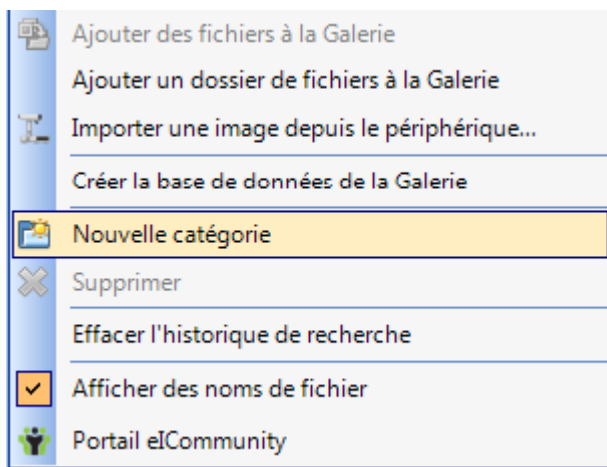 Ajouter des fichiers à la Galerie
Ajouter un dossier de fichiers à la Galerie
Importer une image depuis le périphérique...
Créer la base de données de la Galerie
Nouvelle catégorie
Supprimer
Effacer l'historique de recherche
Afficher des noms de fichier
Portail eICommunity